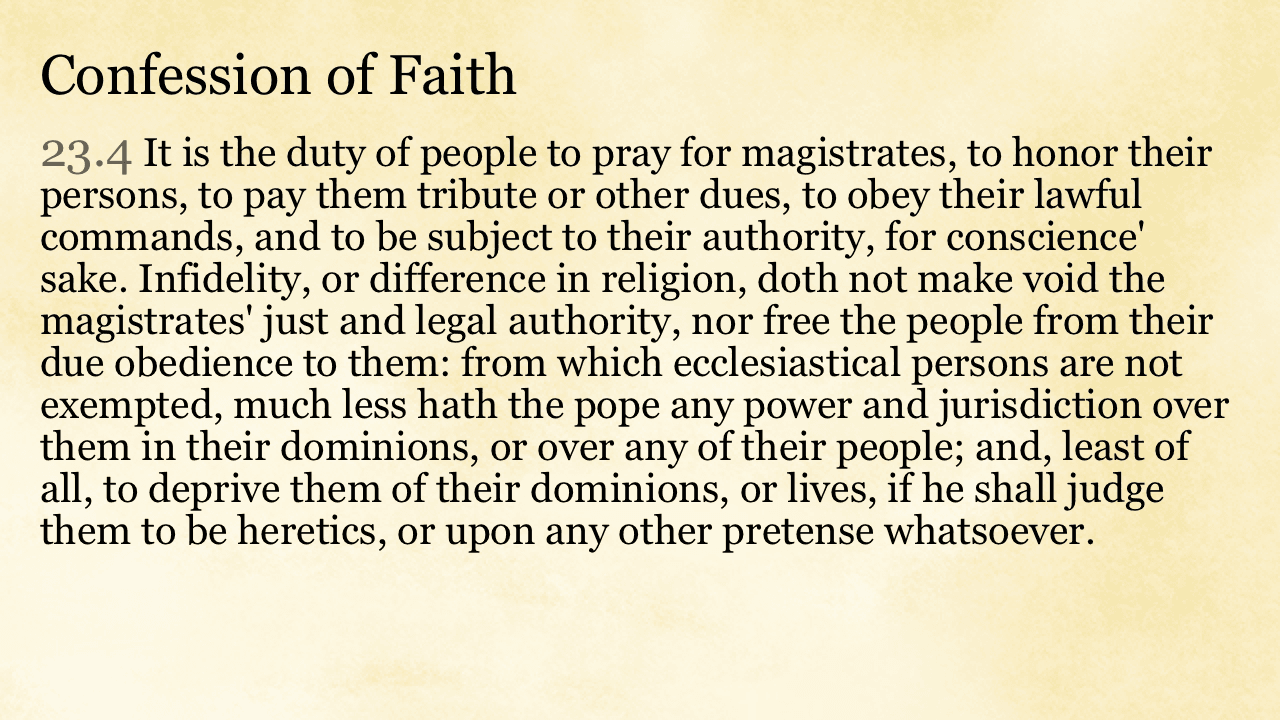 Confession of Faith
23.4 It is the duty of people to pray for magistrates, to honor their
persons, to pay them tribute or other dues, to obey their lawful
commands, and to be subject to their authority, for conscience'
sake. Infidelity, or difference in religion, doth not make void the
magistrates' just and legal authority, nor free the people from their
due obedience to them: from which ecclesiastical persons are not
exempted, much less hath the pope any power and jurisdiction over
them in their dominions, or over any of their people; and, least of
all, to deprive them of their dominions, or lives, if he shall judge
them to be heretics, or upon any other pretense whatsoever.